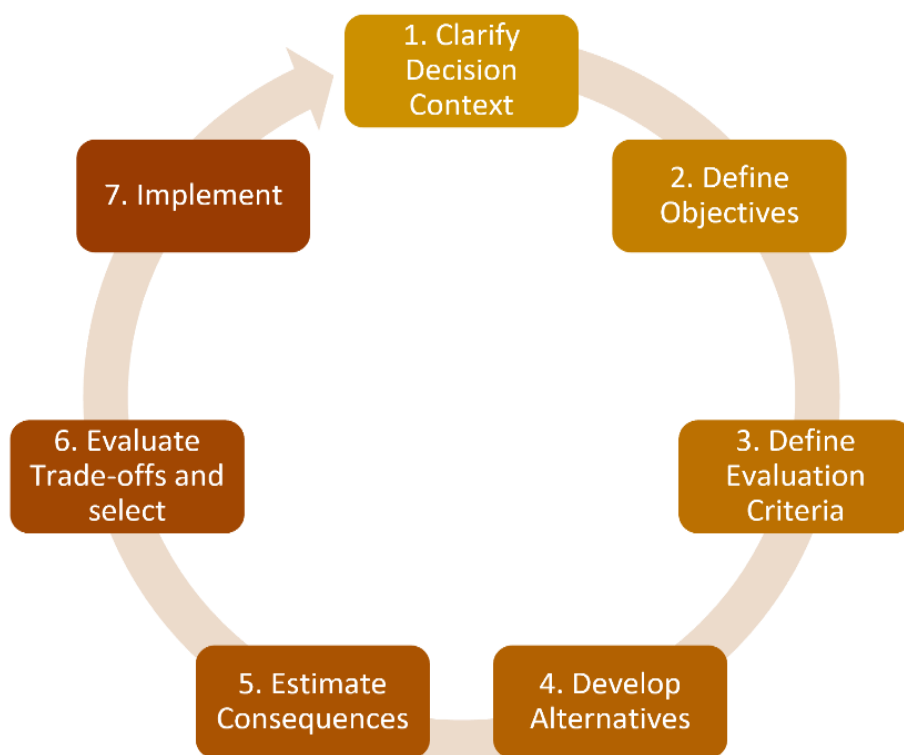 1. Clarify
Decision
Context
2. Define
Objectives
3. Define
Evaluation
Criteria
4. Develop
Alternatives
5. Estimate
Consequences
6. Evaluate
Trade-offs and
select
7. Implement